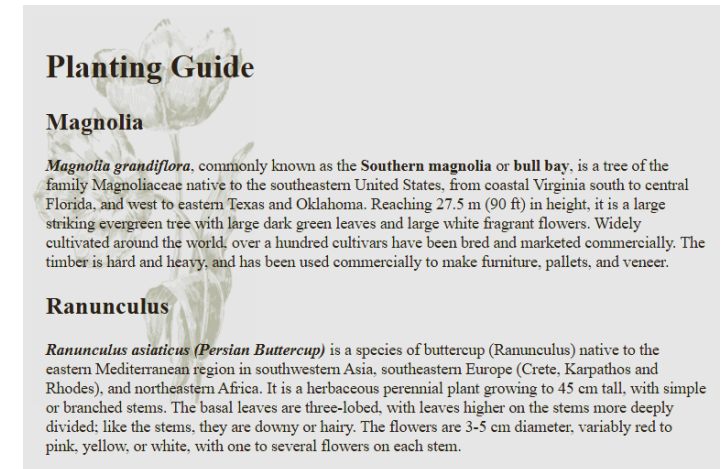 Planting Guide
Magnolia
Magnolia grandiflora, commonly known as the Southern magnolia or bull bay, is a tree of the
family Magnoliaceae native to the southeastern United States, from coastal Virginia south to central
Florida, and west to eastern Texas and Oklahoma. Reaching 27.5 m (90 ft) in height, it is a large
striking evergreen tree with large dark green leaves and large white fragrant flowers. Widely
cultivated around the world, over a hundred cultivars have been bred and marketed commercially. The
timber is hard and heavy, and has been used commercially to make furniture, pallets, and veneer.
Ranunculus
Ranunculus asiaticus (Persian Buttercup) is a species of buttercup (Ranunculus) native to the
eastern Mediterranean region in southwestern Asia, southeastern Europe (Crete, Karpathos and
Rhodes), and northeastern Africa. It is a herbaceous perennial plant growing to 45 cm tall, with simple
or branched stems. The basal leaves are three-lobed, with leaves higher on the stems more deeply
divided; like the stems, they are downy or hairy. The flowers are 3-5 cm diameter, variably red to
pink, yellow, or white, with one to several flowers on each stem.